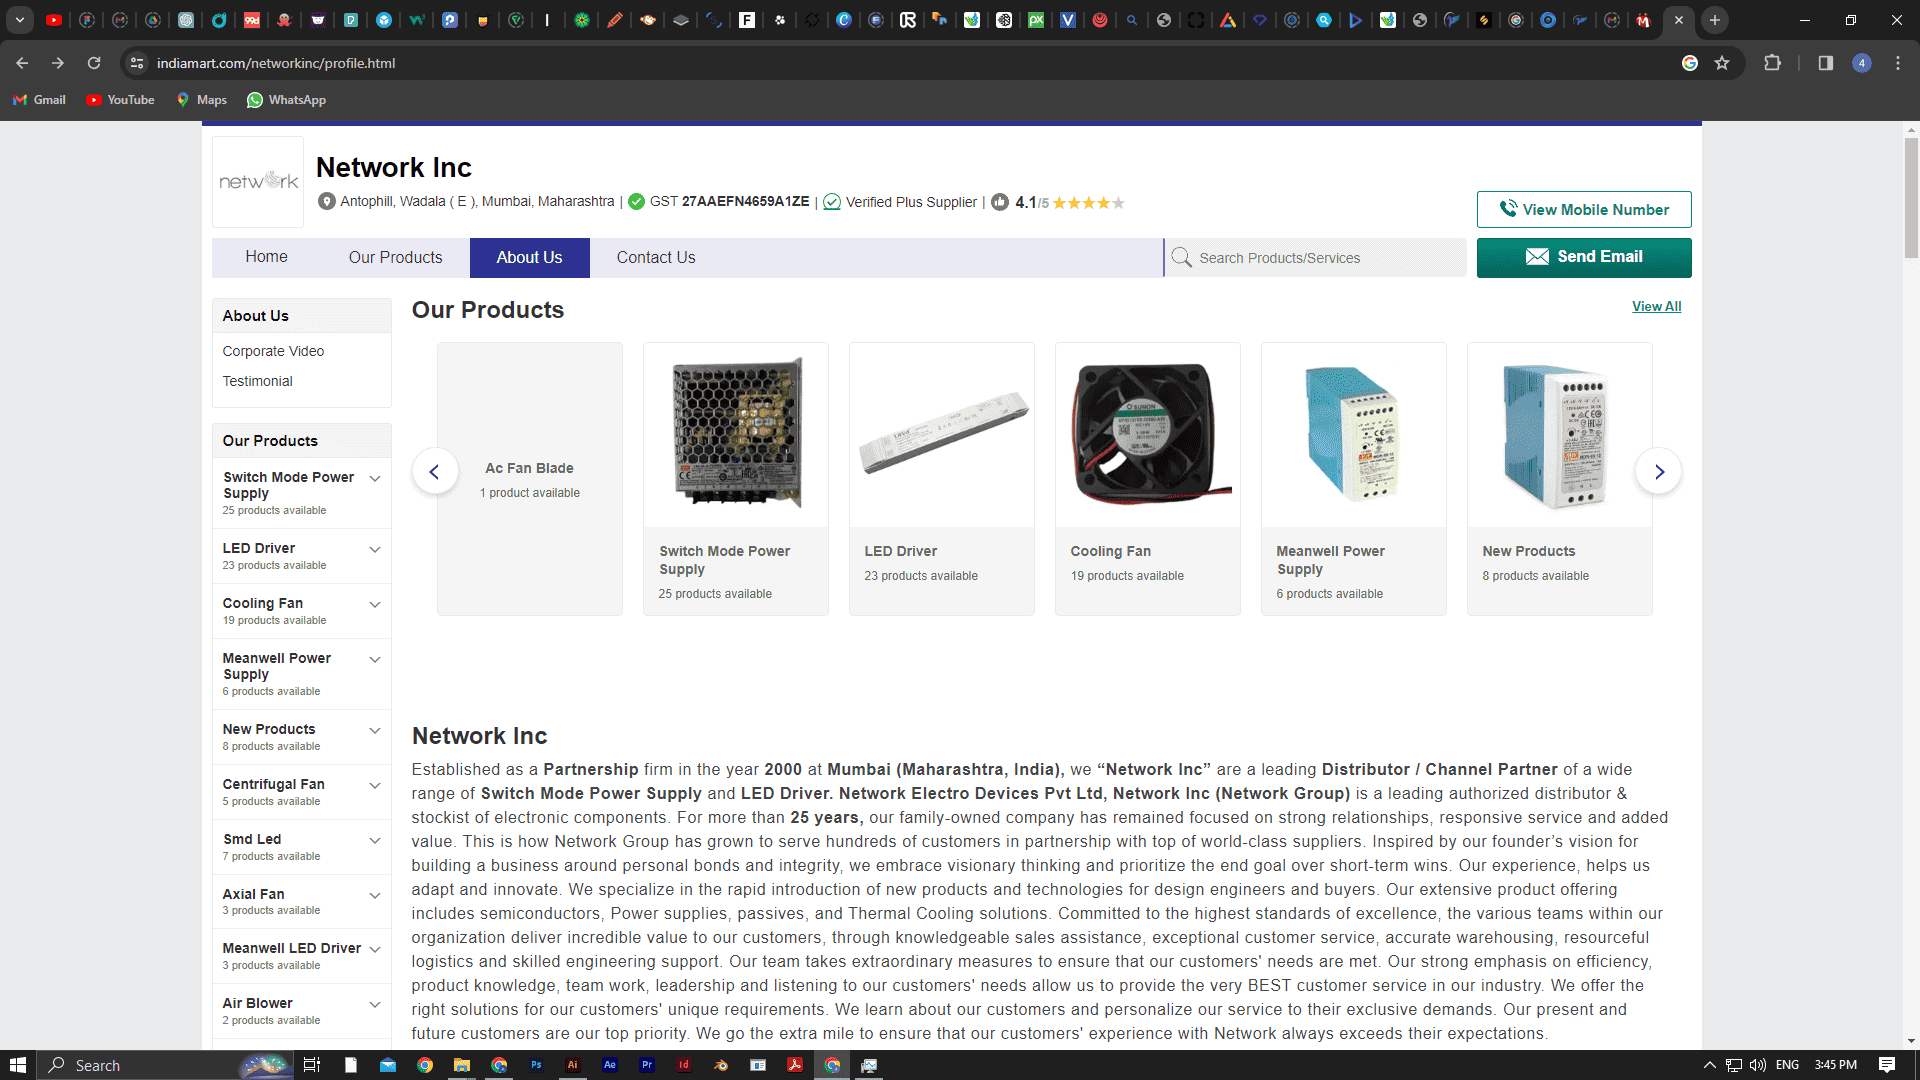 indiamart.com/networkinc/profile.html
4
Gmail
YouTube
Maps
WhatsApp
network
Network Inc
Antophill, Wadala ( E ), Mumbai, Maharashtra | GST 27AAEFN4659A1ZE | Verified Plus Supplier | 4.1/5
View Mobile Number
Home
Our Products
About Us
Contact Us
Search Products/Services
Send Email
About Us
Corporate Video
Testimonial
Our Products
Switch Mode Power
Supply
25 products available
LED Driver
23 products available
Cooling Fan
19 products available
Meanwell Power
Supply
6 products available
New Products
8 products available
Centrifugal Fan
5 products available
Smd Led
7 products available
Axial Fan
3 products available
Meanwell LED Driver
3 products available
Air Blower
2 products available
Our Products
View All
Ac Fan Blade
1 product available
Switch Mode Power
Supply
25 products available
LED Driver
23 products available
SUNON
Cooling Fan
19 products available
Meanwell Power
Supply
6 products available
New Products
8 products available
Network Inc
Established as a Partnership firm in the year 2000 at Mumbai (Maharashtra, India), we “Network Inc” are a leading Distributor / Channel Partner of a wide
range of Switch Mode Power Supply and LED Driver. Network Electro Devices Pvt Ltd, Network Inc (Network Group) is a leading authorized distributor &
stockist of electronic components. For more than 25 years, our family-owned company has remained focused on strong relationships, responsive service and added
value. This is how Network Group has grown to serve hundreds of customers in partnership with top of world-class suppliers. Inspired by our founder’s vision for
building a business around personal bonds and integrity, we embrace visionary thinking and prioritize the end goal over short-term wins. Our experience, helps us
adapt and innovate. We specialize in the rapid introduction of new products and technologies for design engineers and buyers. Our extensive product offering
includes semiconductors, Power supplies, passives, and Thermal Cooling solutions. Committed to the highest standards of excellence, the various teams within our
organization deliver incredible value to our customers, through knowledgeable sales assistance, exceptional customer service, accurate warehousing, resourceful
logistics and skilled engineering support. Our team takes extraordinary measures to ensure that our customers' needs are met. Our strong emphasis on efficiency,
product knowledge, team work, leadership and listening to our customers' needs allow us to provide the very BEST customer service in our industry. We offer the
right solutions for our customers' unique requirements. We learn about our customers and personalize our service to their exclusive demands. Our present and
future customers are our top priority. We go the extra mile to ensure that our customers' experience with Network always exceeds their expectations.
Search
Ps
Ai
Ae
Pr
Id
ENG
3:45 PM